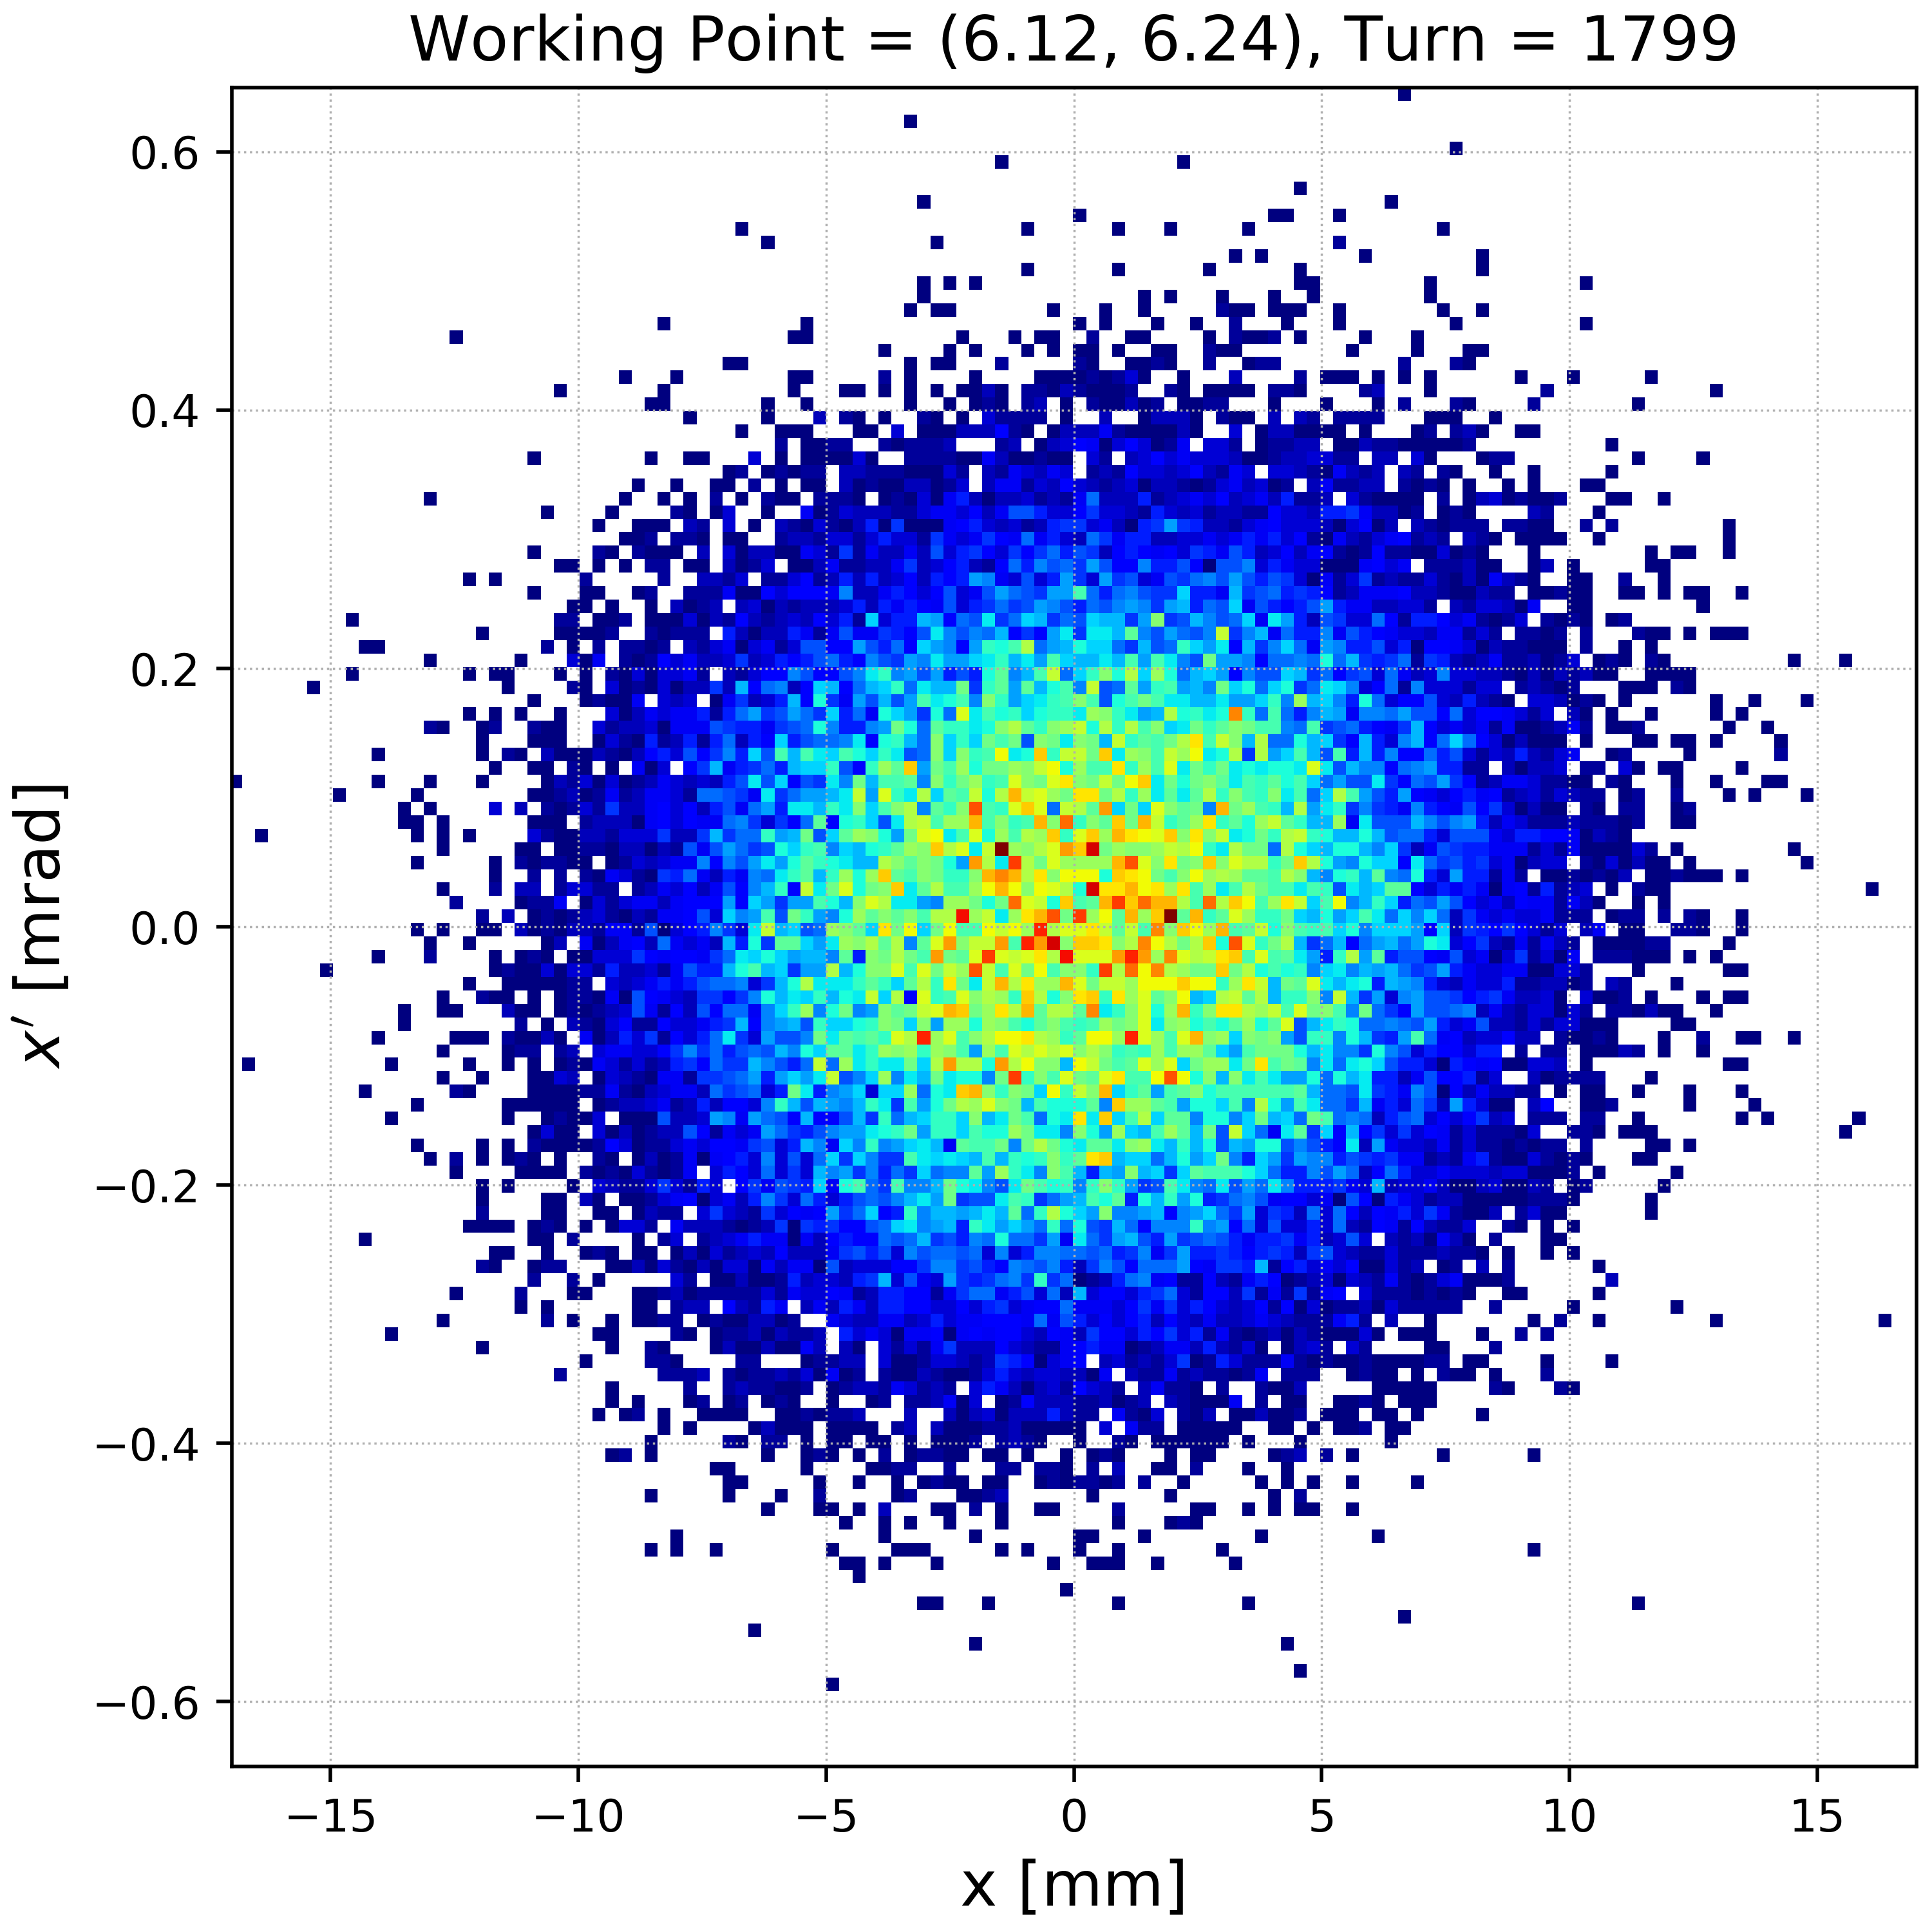 Working Point = (6.12, 6.24), Turn = 1799
0.6
0.4
0.2
0.0
−0.2
−0.4
−0.6
x′ [mrad]
−15 −10 −5 0 5 10 15
x [mm]